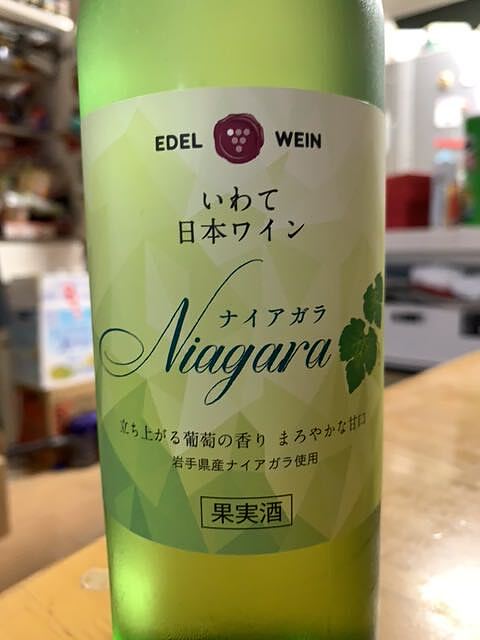 EDEL WEIN
いわて
日本ワイン
ナイアガラ
Niagara
立ち上がる葡萄の香り まろやかな甘口
岩手県産ナイアガラ使用
果実酒